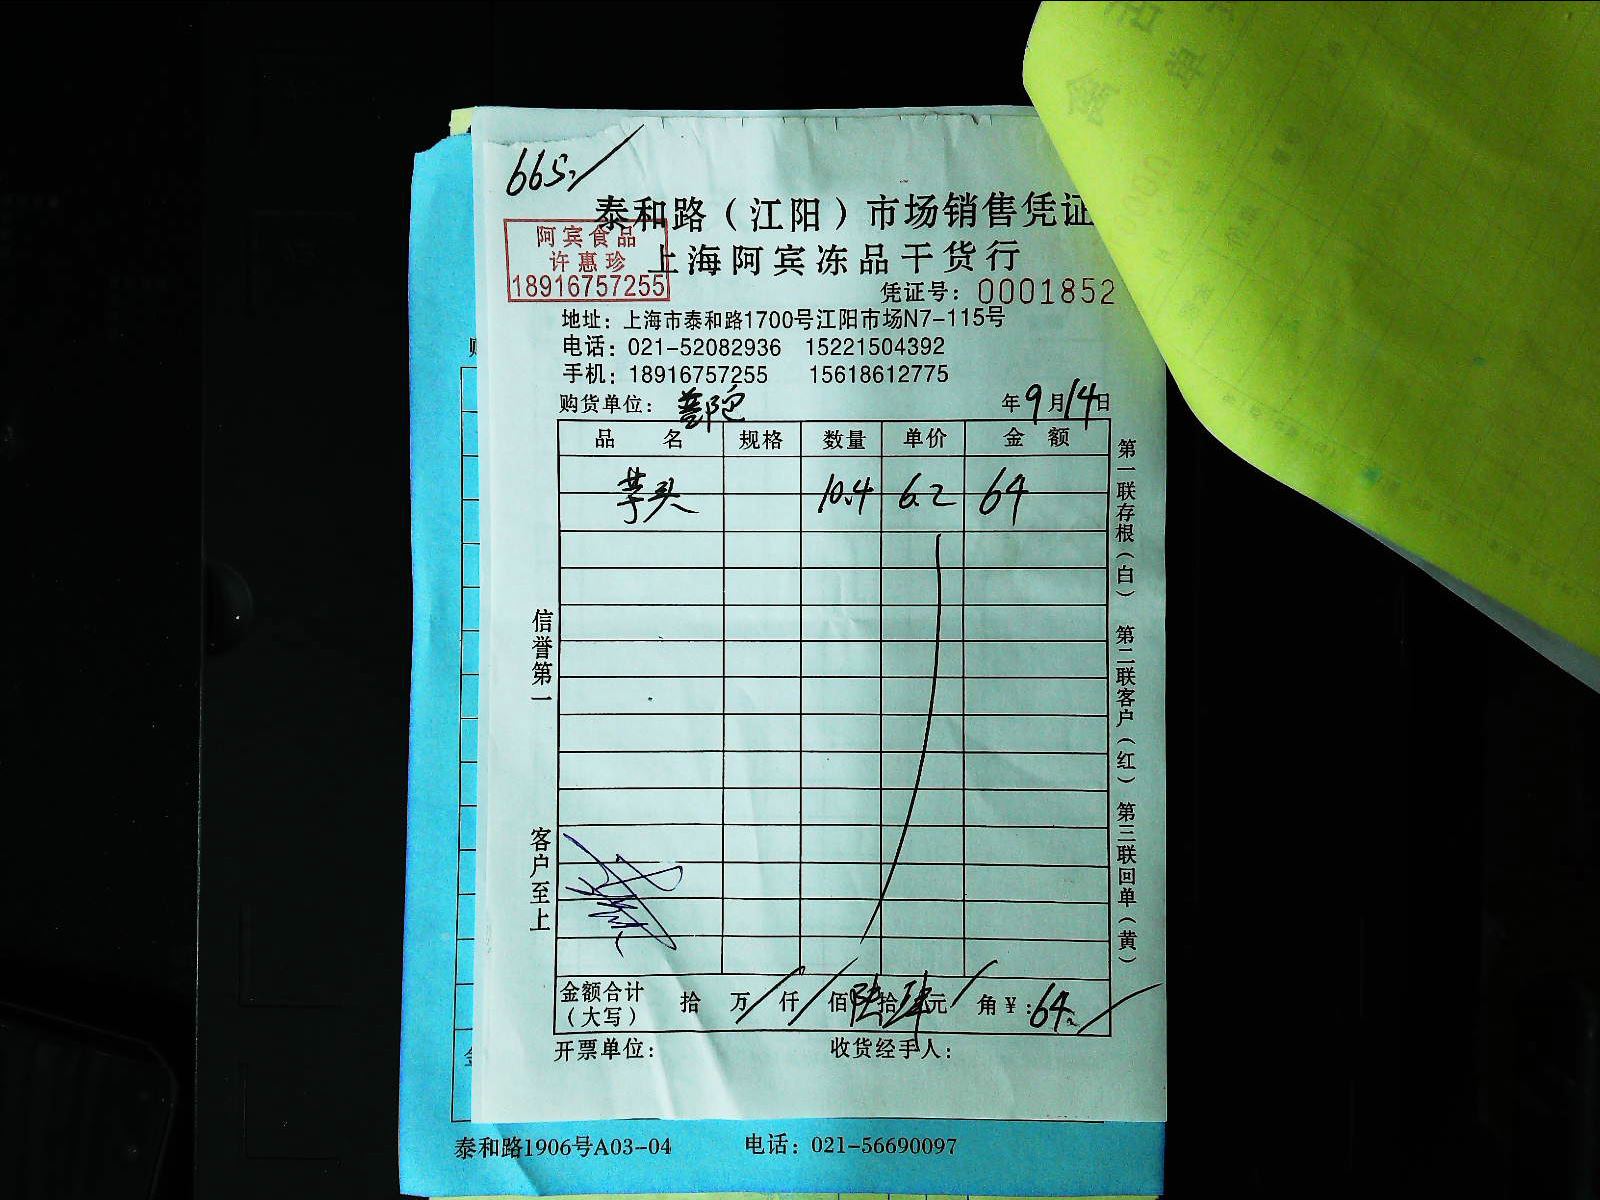 665
泰和路（江阳）市场销售凭证
阿宾食品
许惠珍
18916757255
上海阿宾冻品干货行
凭证号：0001852
地址：上海市泰和路1700号江阳市场N7-115号
电话：021-52082936 15221504392
手机：18916757255 15618612775
购货单位：
年9月14日
品 名 规格 数量 单价 金 额
芋头 10.4 6.2 64
第一联存根（白） 第二联客户（红） 第三联回单（黄）
信誉第一
客户至上
金额合计（大写） 拾 万 仟 佰 陆拾肆元 角 ¥：64
开票单位： 收货经手人：
泰和路1906号A03-04 电话：021-56690097